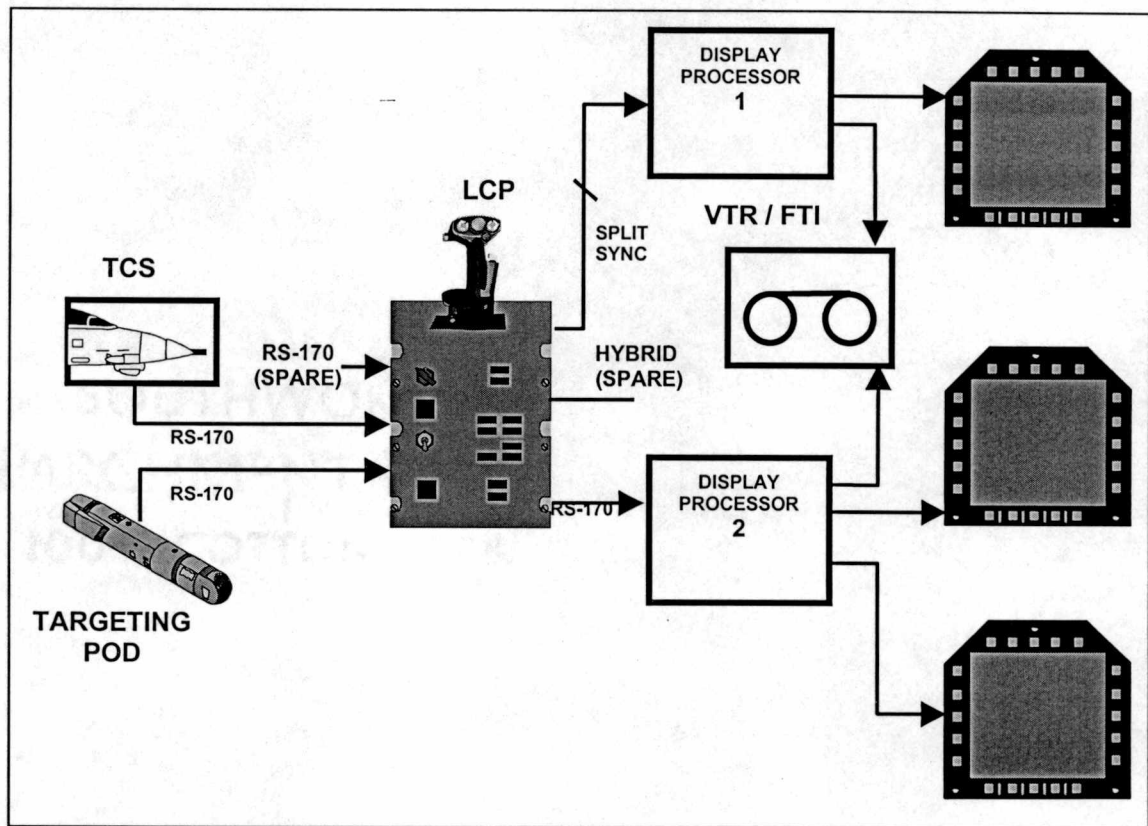 DISPLAY
PROCESSOR
1
LCP
VTR / FTI
SPLIT
SYNC
TCS
RS-170
(SPARE)
HYBRID
(SPARE)
RS-170
RS-170
RS-170
DISPLAY
PROCESSOR
2
TARGETING
POD